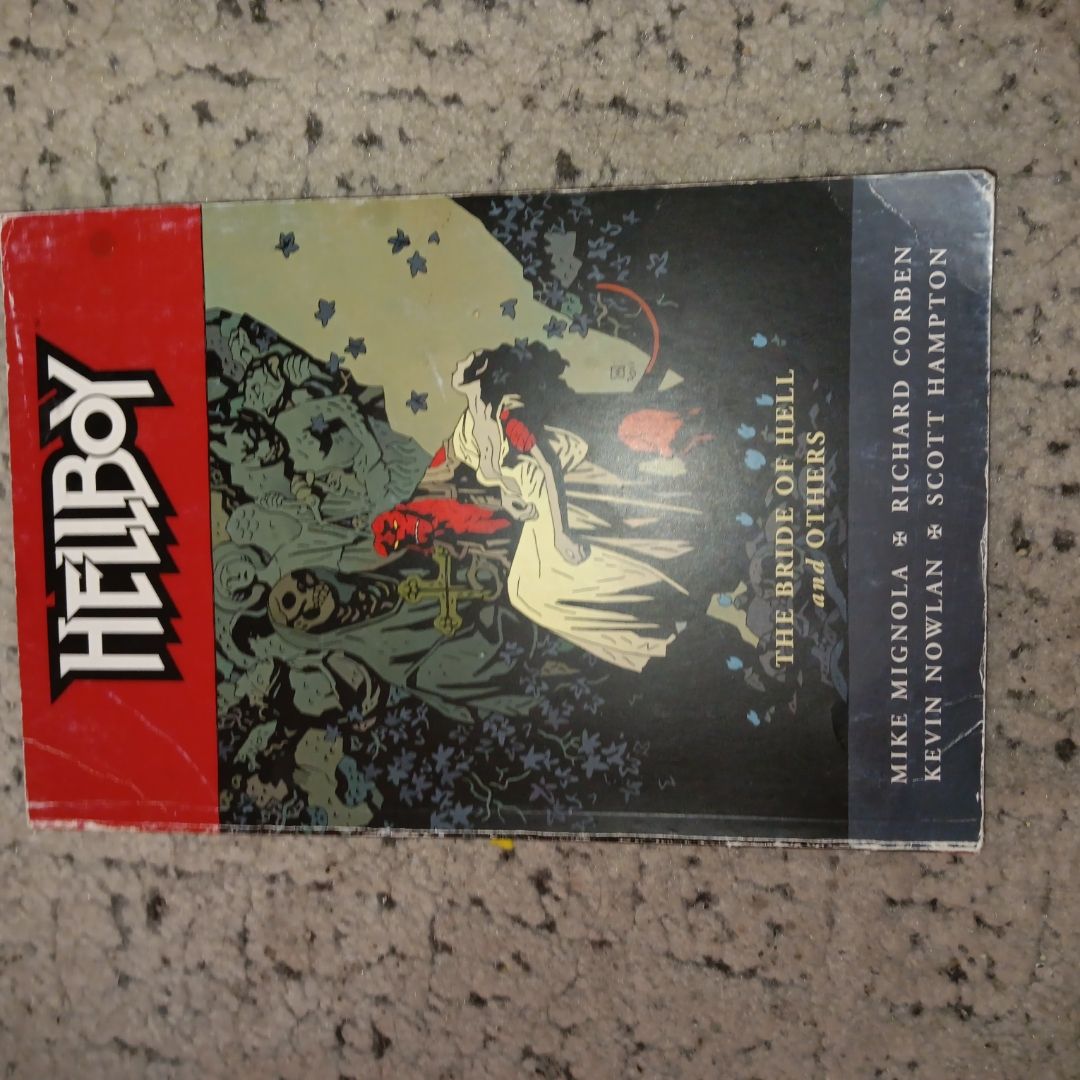 HELLBOY
THE BRIDE OF HELL
and OTHERS
MIKE MIGNOLA ✠ RICHARD CORBEN
KEVIN NOWLAN ✠ SCOTT HAMPTON